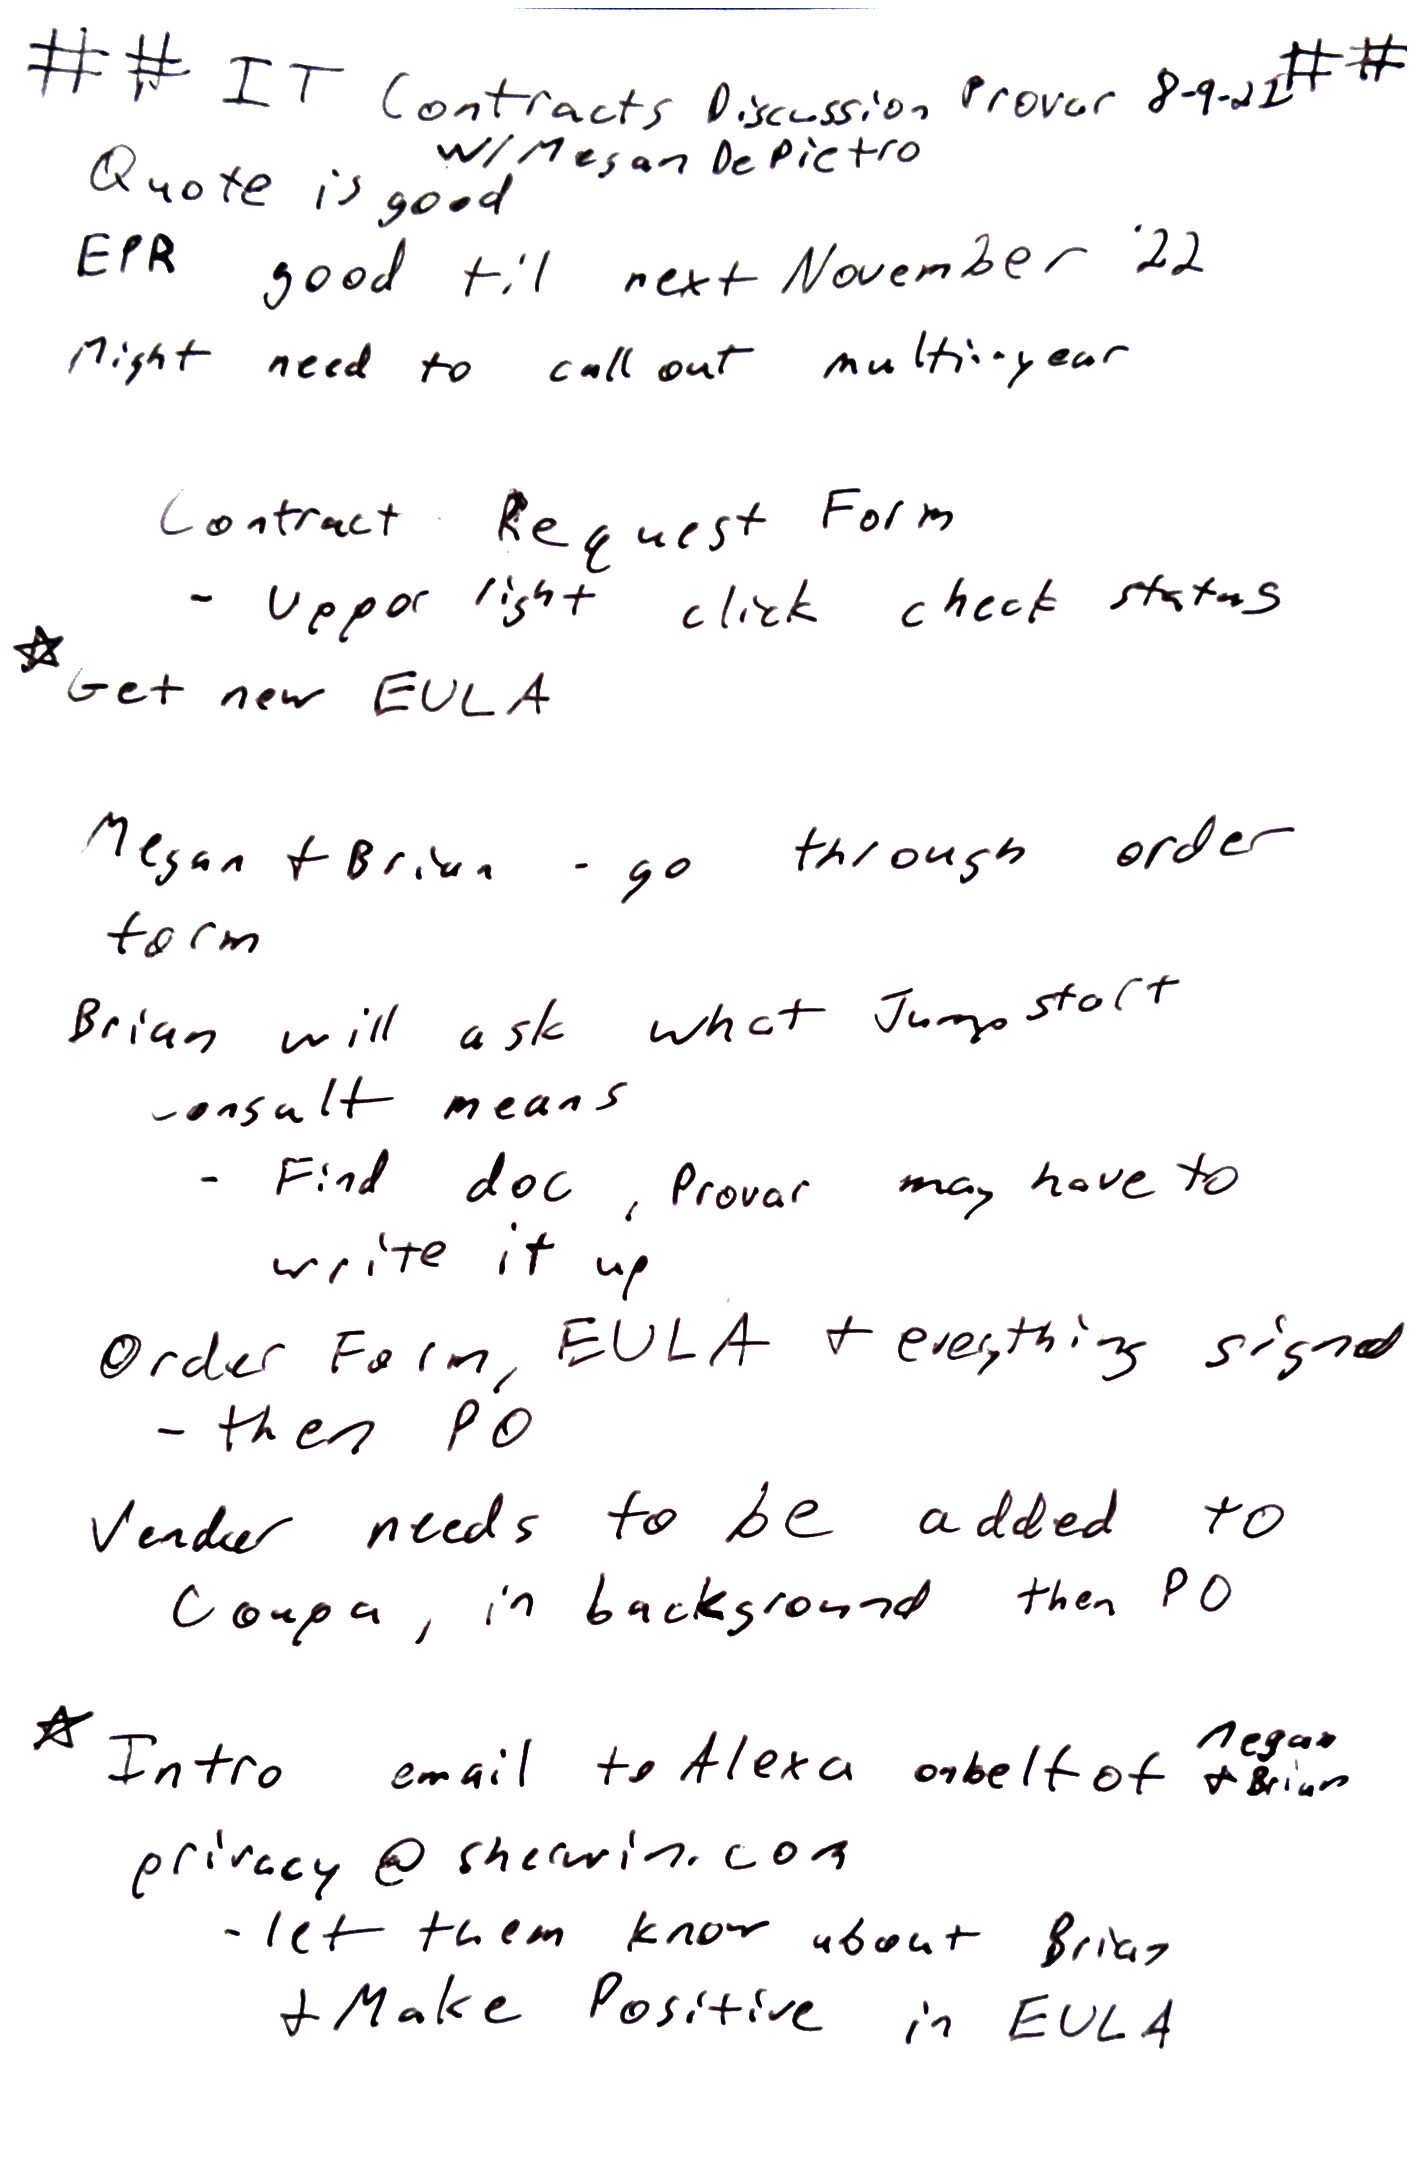 ## IT Contracts Discussion Provar 8-9-21 ##
w/ Megan DePietro
Quote is good
EPR good til next November '22
Might need to call out multi-year
Contract Request Form
- Upper right click check status
☆ Get new EULA
Megan + Brian - go through order
form
Brian will ask what Jumpstart
consult means
- Find doc, Provar may have to
write it up
Order Form, EULA + everything signed
- then PO
Vendor needs to be added to
Coupa, in background then PO
☆ Intro email to Alexa onbelf of Megan + Brian
privacy@sherwin.com
- let them know about Brian
+ Make Positive in EULA